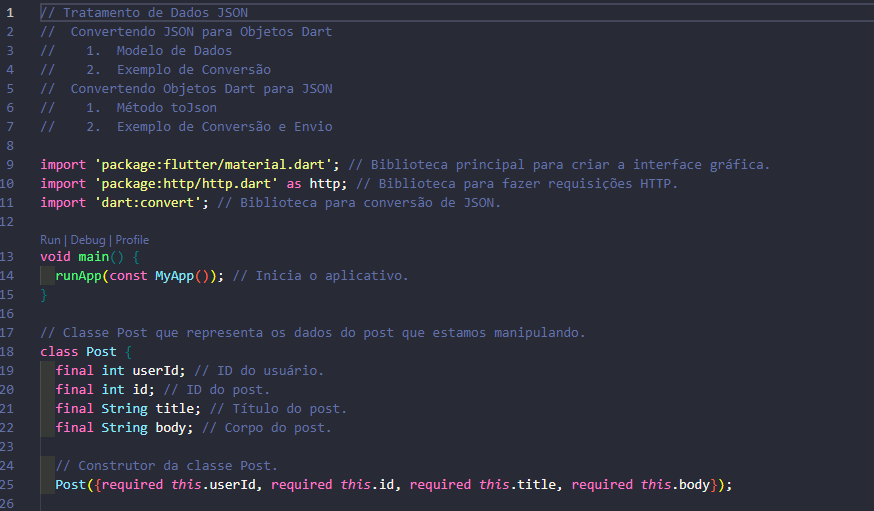 1 // Tratamento de Dados JSON
2 //  Convertendo JSON para Objetos Dart
3 //    1.  Modelo de Dados
4 //    2.  Exemplo de Conversão
5 //  Convertendo Objetos Dart para JSON
6 //    1.  Método toJson
7 //    2.  Exemplo de Conversão e Envio
8
9 import 'package:flutter/material.dart'; // Biblioteca principal para criar a interface gráfica.
10 import 'package:http/http.dart' as http; // Biblioteca para fazer requisições HTTP.
11 import 'dart:convert'; // Biblioteca para conversão de JSON.
12
Run | Debug | Profile
13 void main() {
14   runApp(const MyApp()); // Inicia o aplicativo.
15 }
16
17 // Classe Post que representa os dados do post que estamos manipulando.
18 class Post {
19   final int userId; // ID do usuário.
20   final int id; // ID do post.
21   final String title; // Título do post.
22   final String body; // Corpo do post.
23
24   // Construtor da classe Post.
25   Post({required this.userId, required this.id, required this.title, required this.body});
26